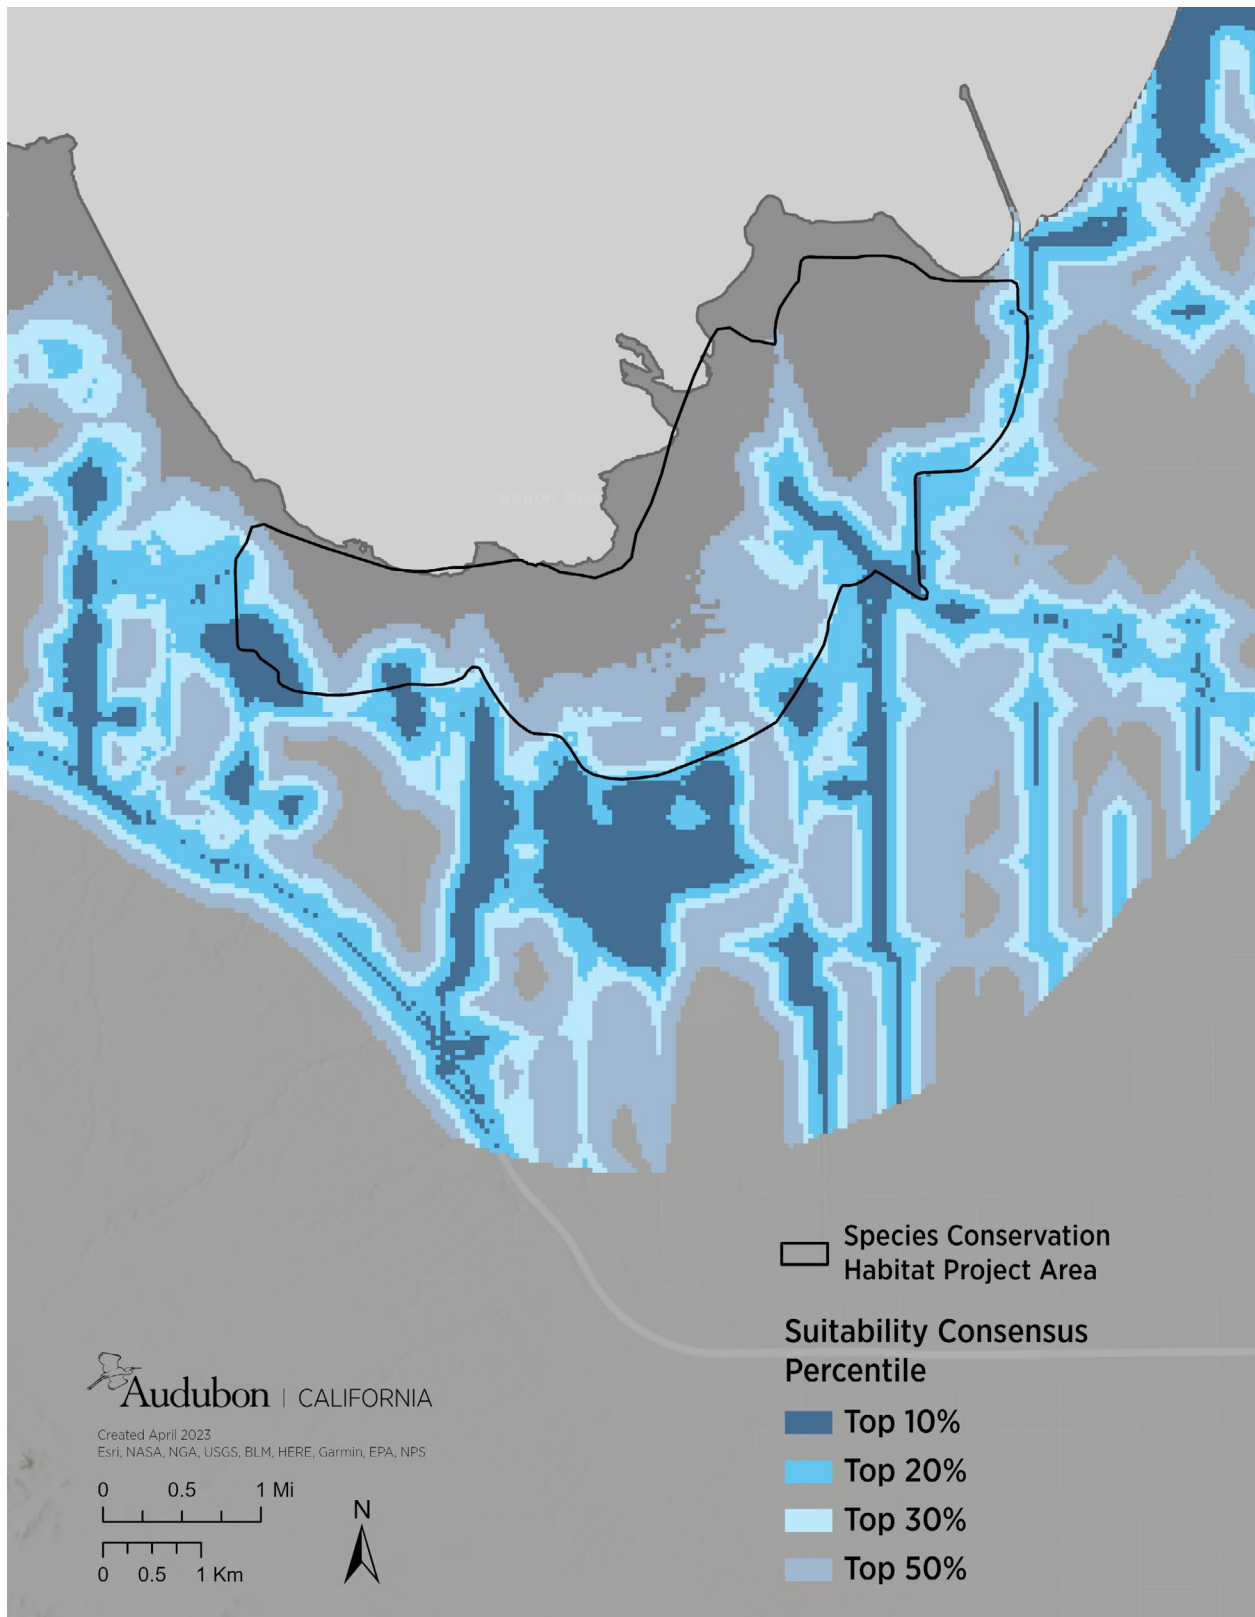 Salton Sea
Species Conservation
Habitat Project Area
Suitability Consensus
Percentile
Top 10%
Top 20%
Top 30%
Top 50%
Audubon | CALIFORNIA
Created April 2023
Esri, NASA, NGA, USGS, BLM, HERE, Garmin, EPA, NPS
0 0.5 1 Mi
N
0 0.5 1 Km